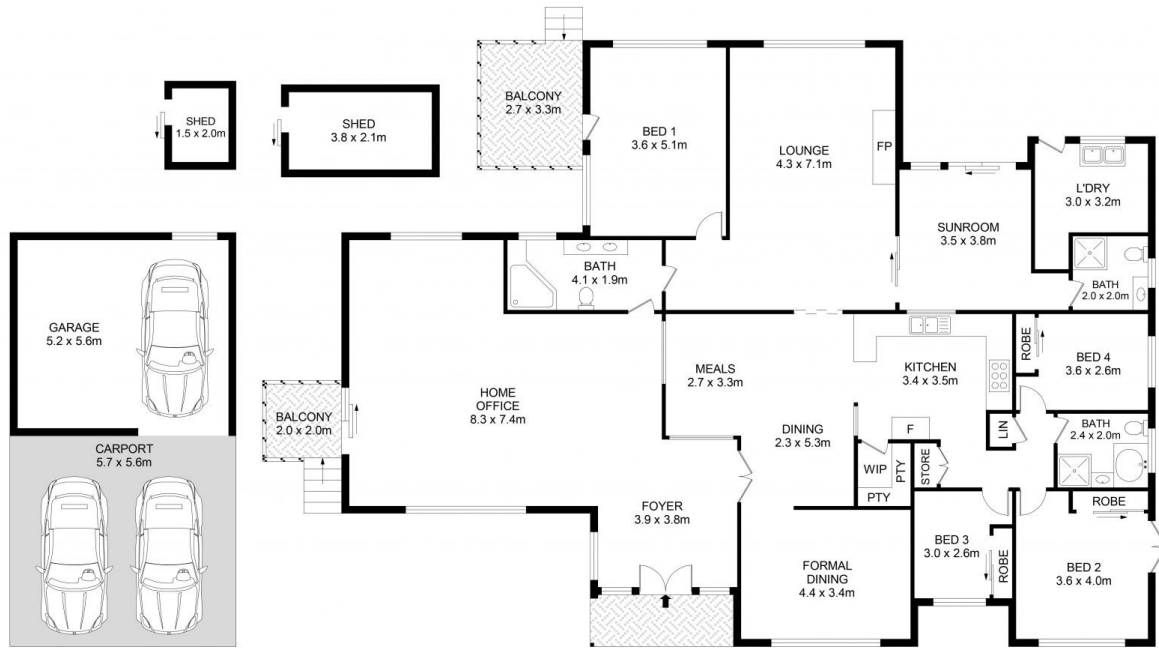 SHED
1.5 x 2.0m
SHED
3.8 x 2.1m
BALCONY
2.7 x 3.3m
BED 1
3.6 x 5.1m
LOUNGE
4.3 x 7.1m
FP
L'DRY
3.0 x 3.2m
SUNROOM
3.5 x 3.8m
BATH
4.1 x 1.9m
BATH
2.0 x 2.0m
GARAGE
5.2 x 5.6m
HOME
OFFICE
8.3 x 7.4m
MEALS
2.7 x 3.3m
KITCHEN
3.4 x 3.5m
ROBE
BED 4
3.6 x 2.6m
BALCONY
2.0 x 2.0m
DINING
2.3 x 5.3m
F
LIN
BATH
2.4 x 2.0m
CARPORT
5.7 x 5.6m
WIP
PTY
PTY
STORE
ROBE
FOYER
3.9 x 3.8m
BED 3
3.0 x 2.6m
ROBE
BED 2
3.6 x 4.0m
FORMAL
DINING
4.4 x 3.4m